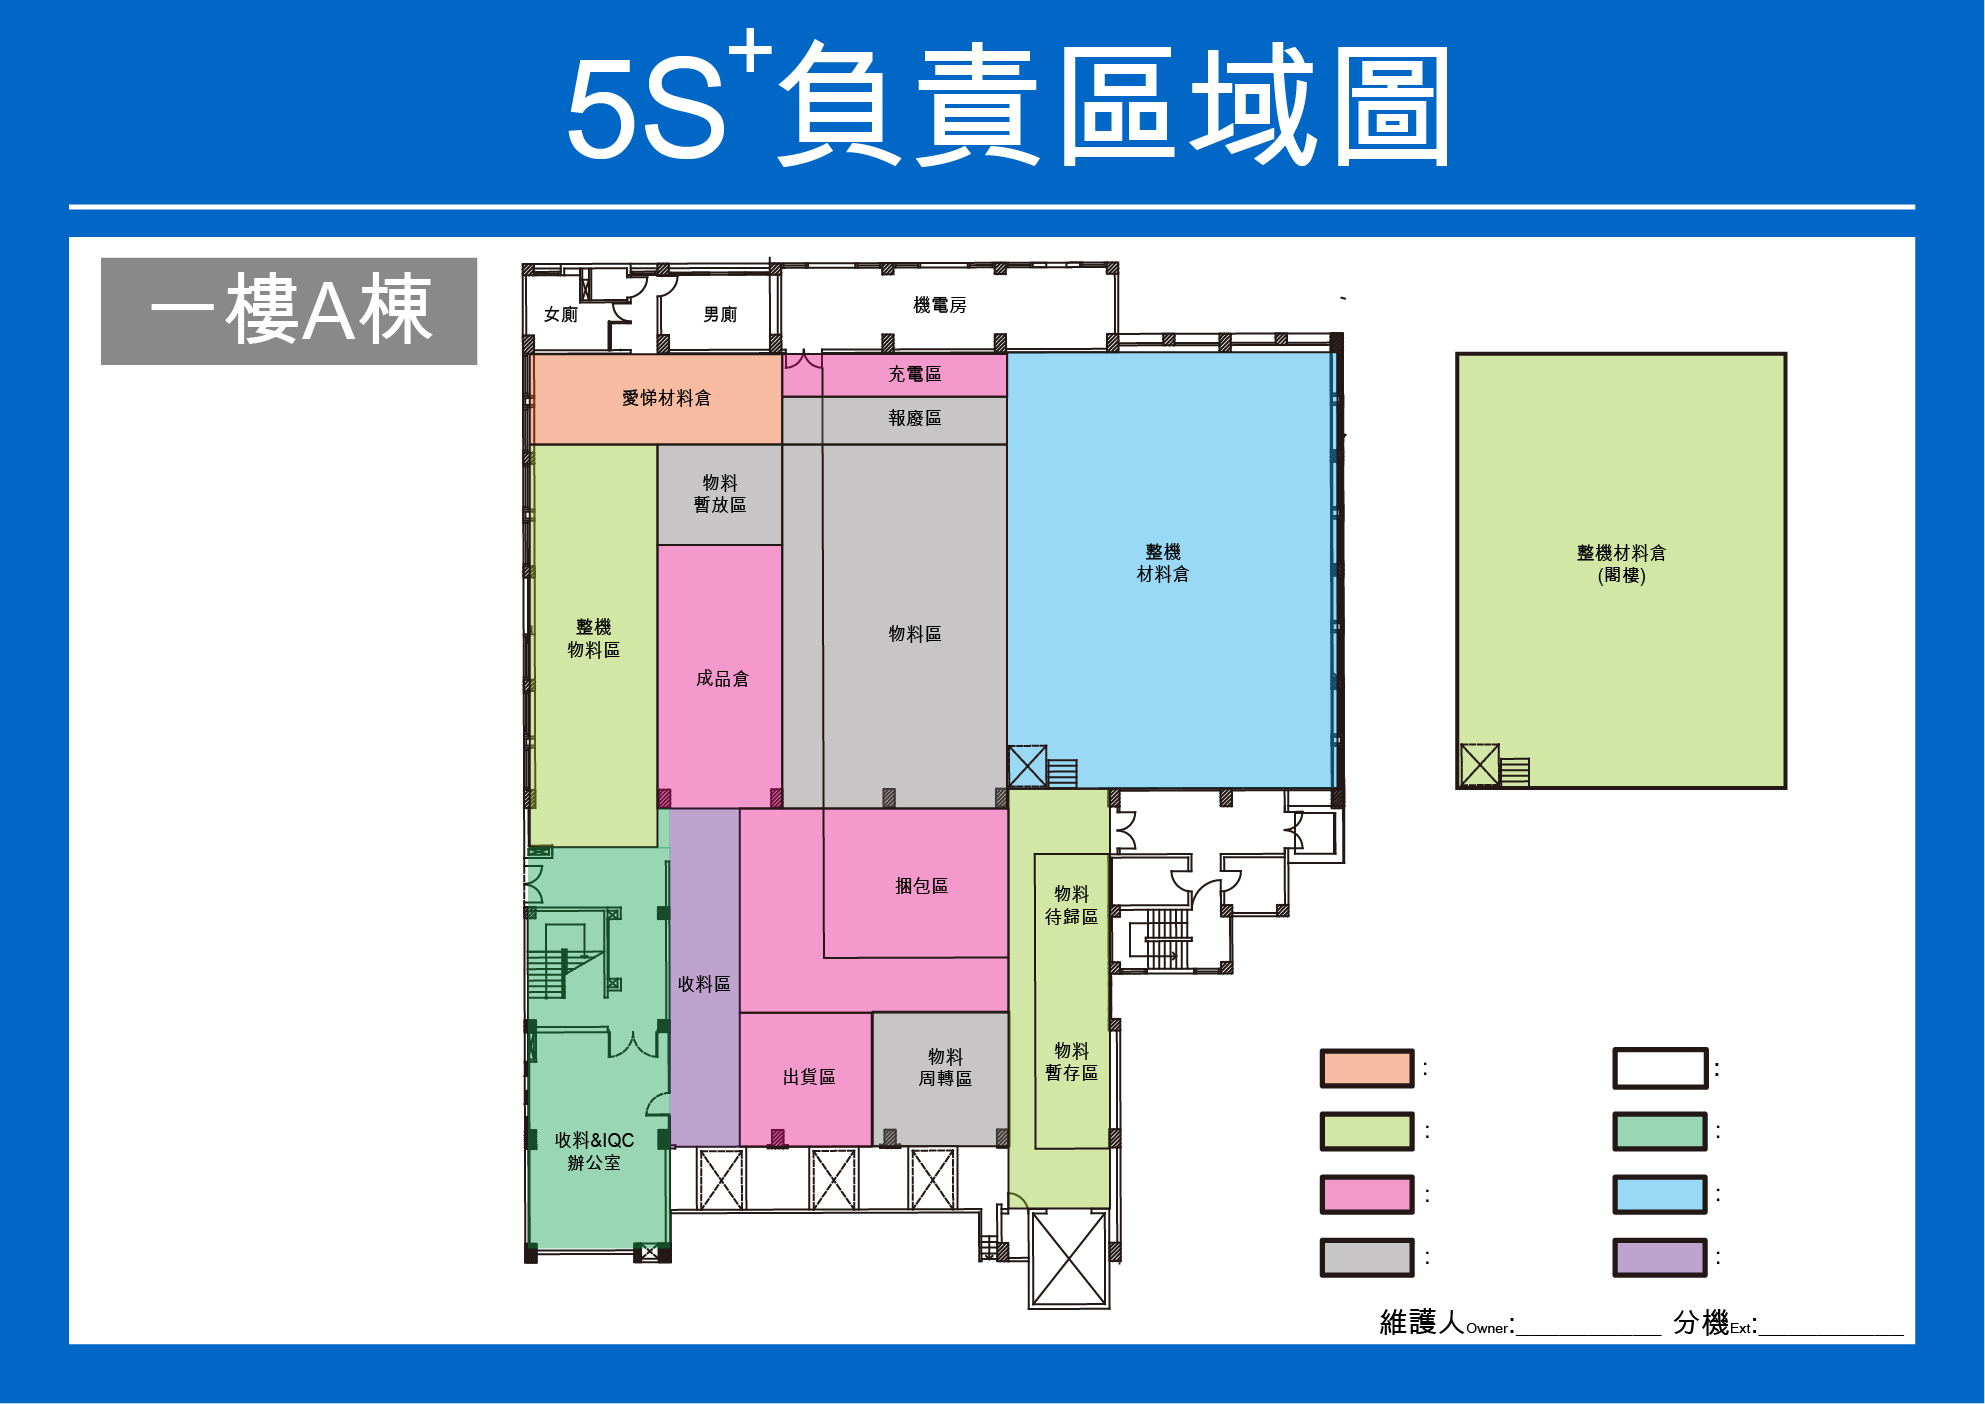 5S+負責區域圖
一樓A棟
女廁
男廁
機電房
愛悌材料倉
充電區
報廢區
物料
暫放區
整機
物料區
成品倉
物料區
整機
材料倉
整機材料倉
(閣樓)
捆包區
物料
待歸區
收料區
出貨區
物料
周轉區
物料
暫存區
收料&IQC
辦公室
:
:
:
:
:
:
:
:
維護人Owner:__________ 分機Ext:__________